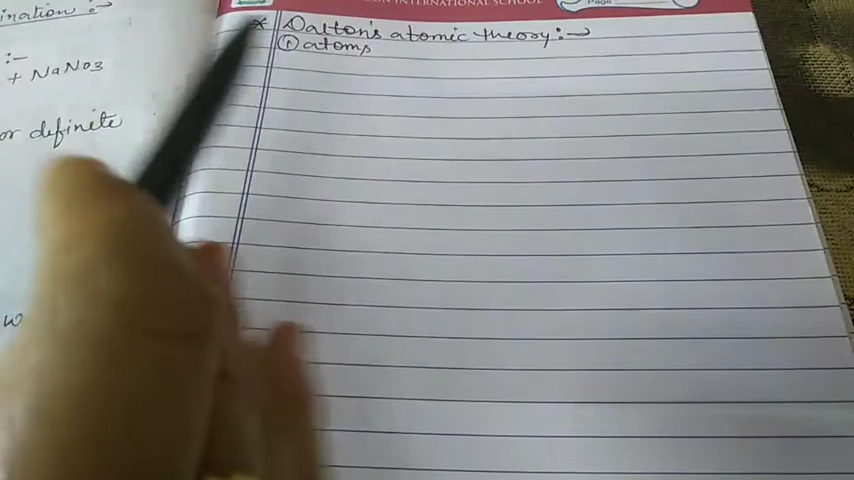 ination :→
:-
+ NaNO3
or definite
w
INTERNATIONAL SCHOOL
Page
* Dalton's atomic theory :→
① atoms